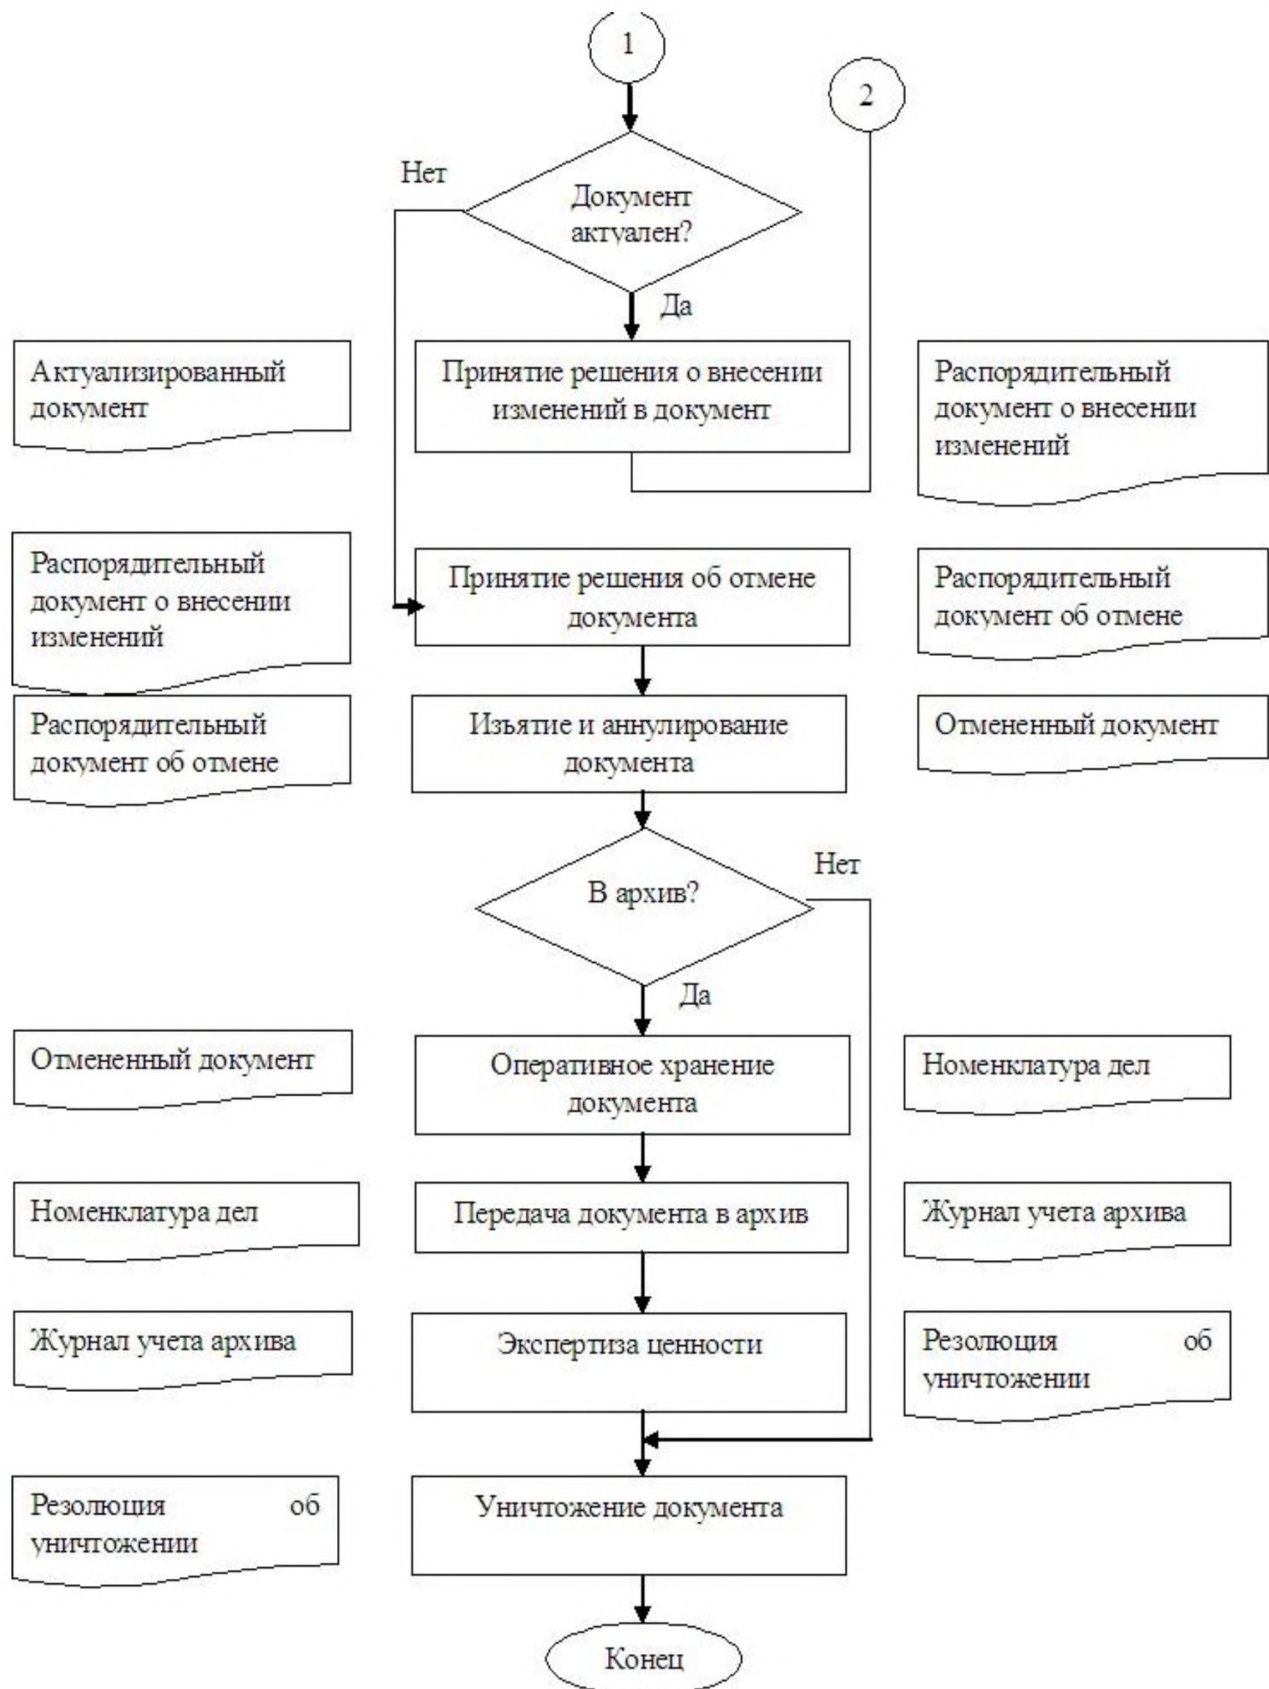 1
2
Нет
Документ
актуален?
Да
Актуализированный
документ
Принятие решения о внесении
изменений в документ
Распорядительный
документ о внесении
изменений
Распорядительный
документ о внесении
изменений
Принятие решения об отмене
документа
Распорядительный
документ об отмене
Распорядительный
документ об отмене
Изъятие и аннулирование
документа
Отмененный документ
В архив?
Нет
Да
Отмененный документ
Оперативное хранение
документа
Номенклатура дел
Номенклатура дел
Передача документа в архив
Журнал учета архива
Журнал учета архива
Экспертиза ценности
Резолюция об
уничтожении
Резолюция об
уничтожении
Уничтожение документа
Конец